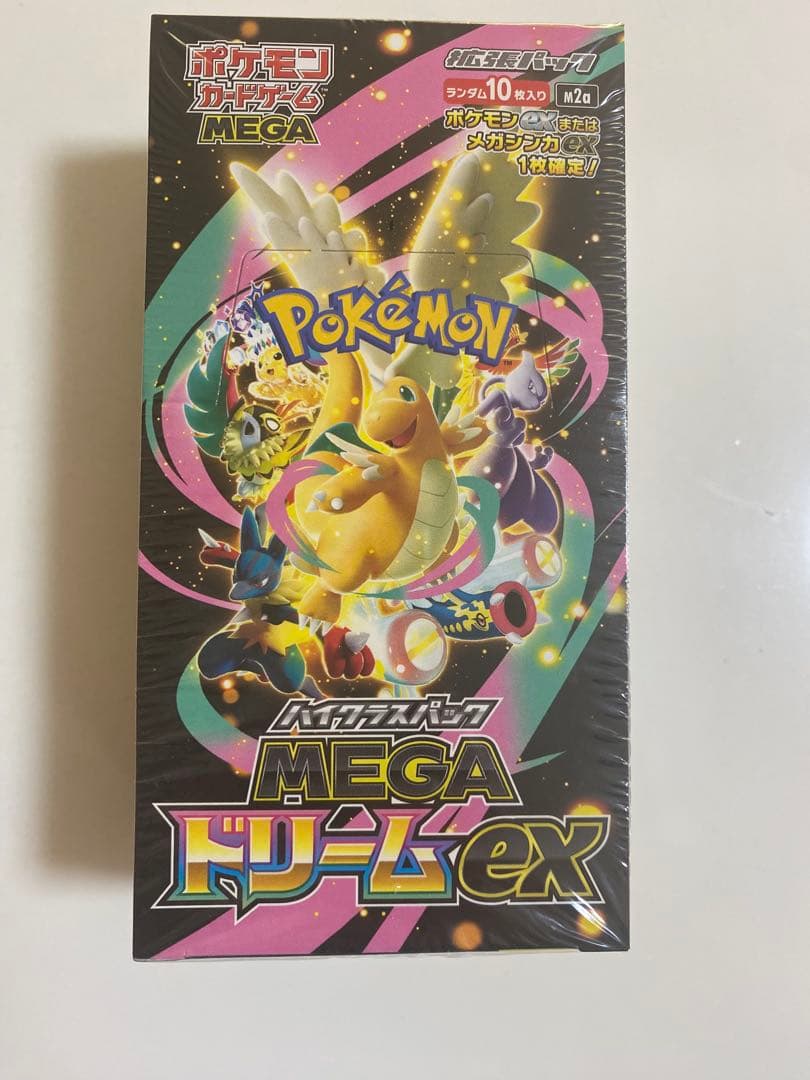 ポケモン
カードゲーム
MEGA
拡張パック
ランダム10枚入り
M2a
ポケモンexまたは
メガシンカex
1枚確定!
POKéMON
TM
ハイクラスパック
MEGA
ドリームex